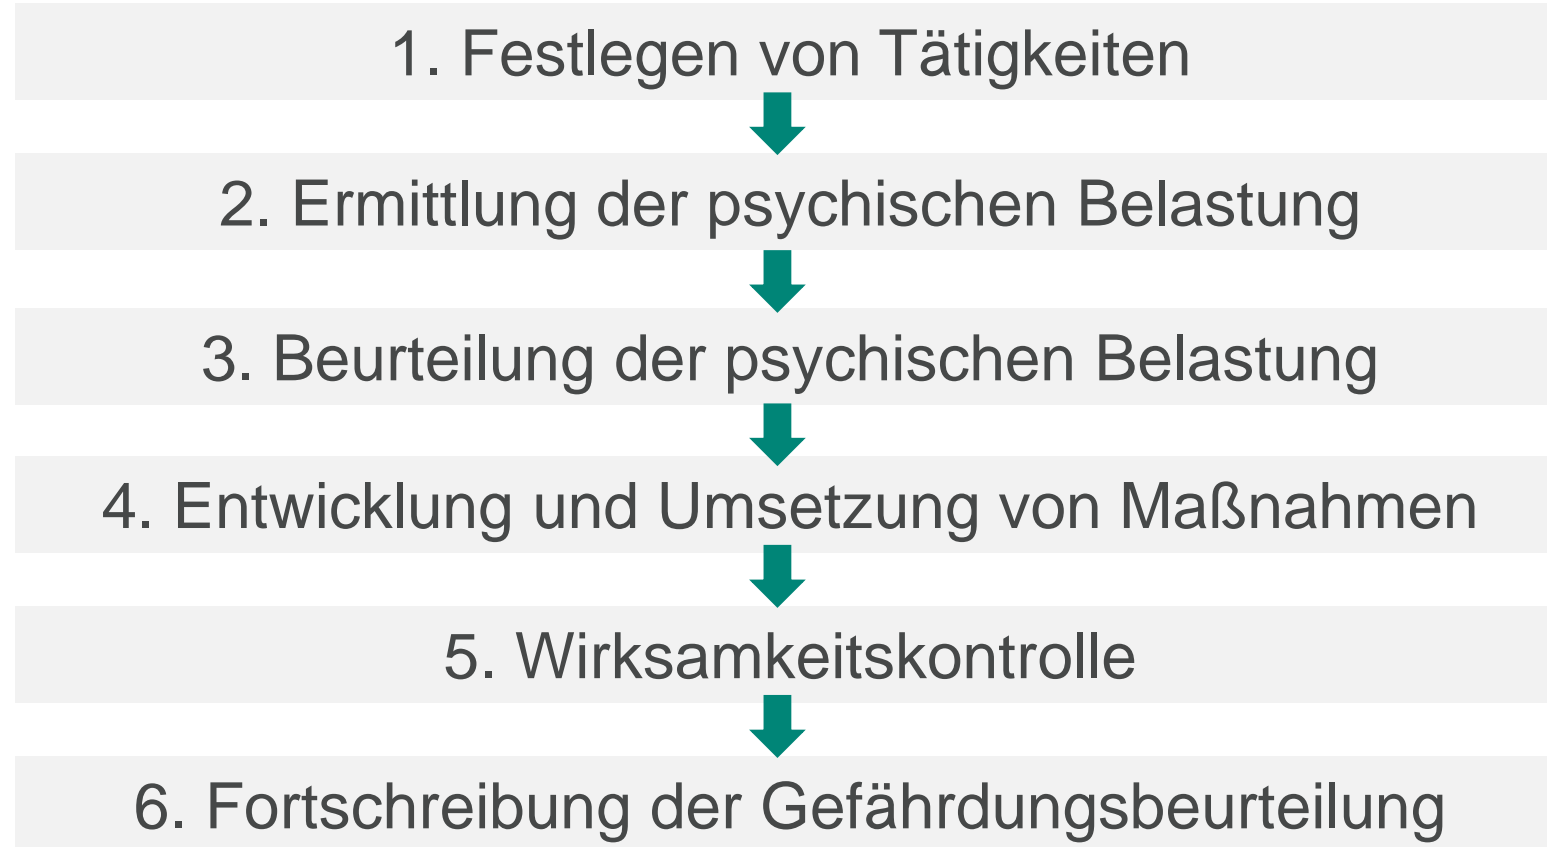 1. Festlegen von Tätigkeiten
2. Ermittlung der psychischen Belastung
3. Beurteilung der psychischen Belastung
4. Entwicklung und Umsetzung von Maßnahmen
5. Wirksamkeitskontrolle
6. Fortschreibung der Gefährdungsbeurteilung